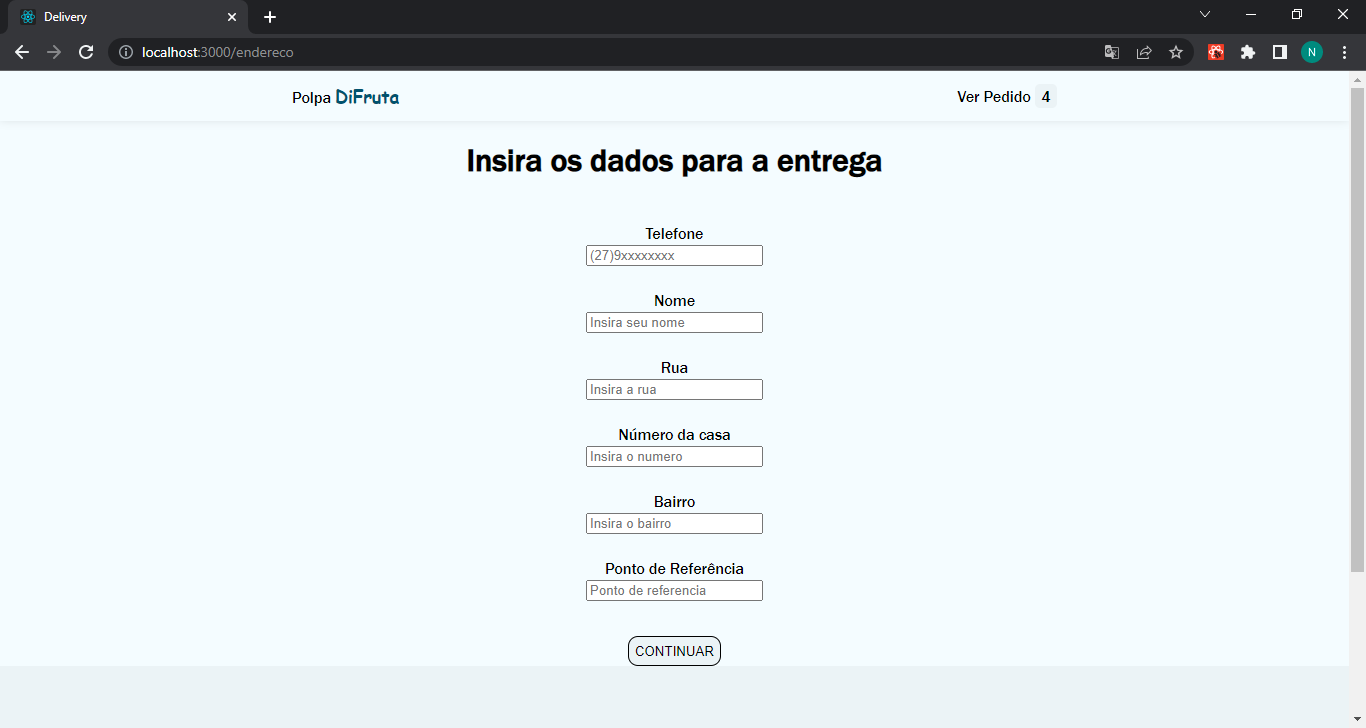 Delivery
localhost:3000/endereco
N
Polpa DiFruta
Ver Pedido 4
Insira os dados para a entrega
Telefone
(27)9xxxxxxxx
Nome
Insira seu nome
Rua
Insira a rua
Número da casa
Insira o numero
Bairro
Insira o bairro
Ponto de Referência
Ponto de referencia
CONTINUAR